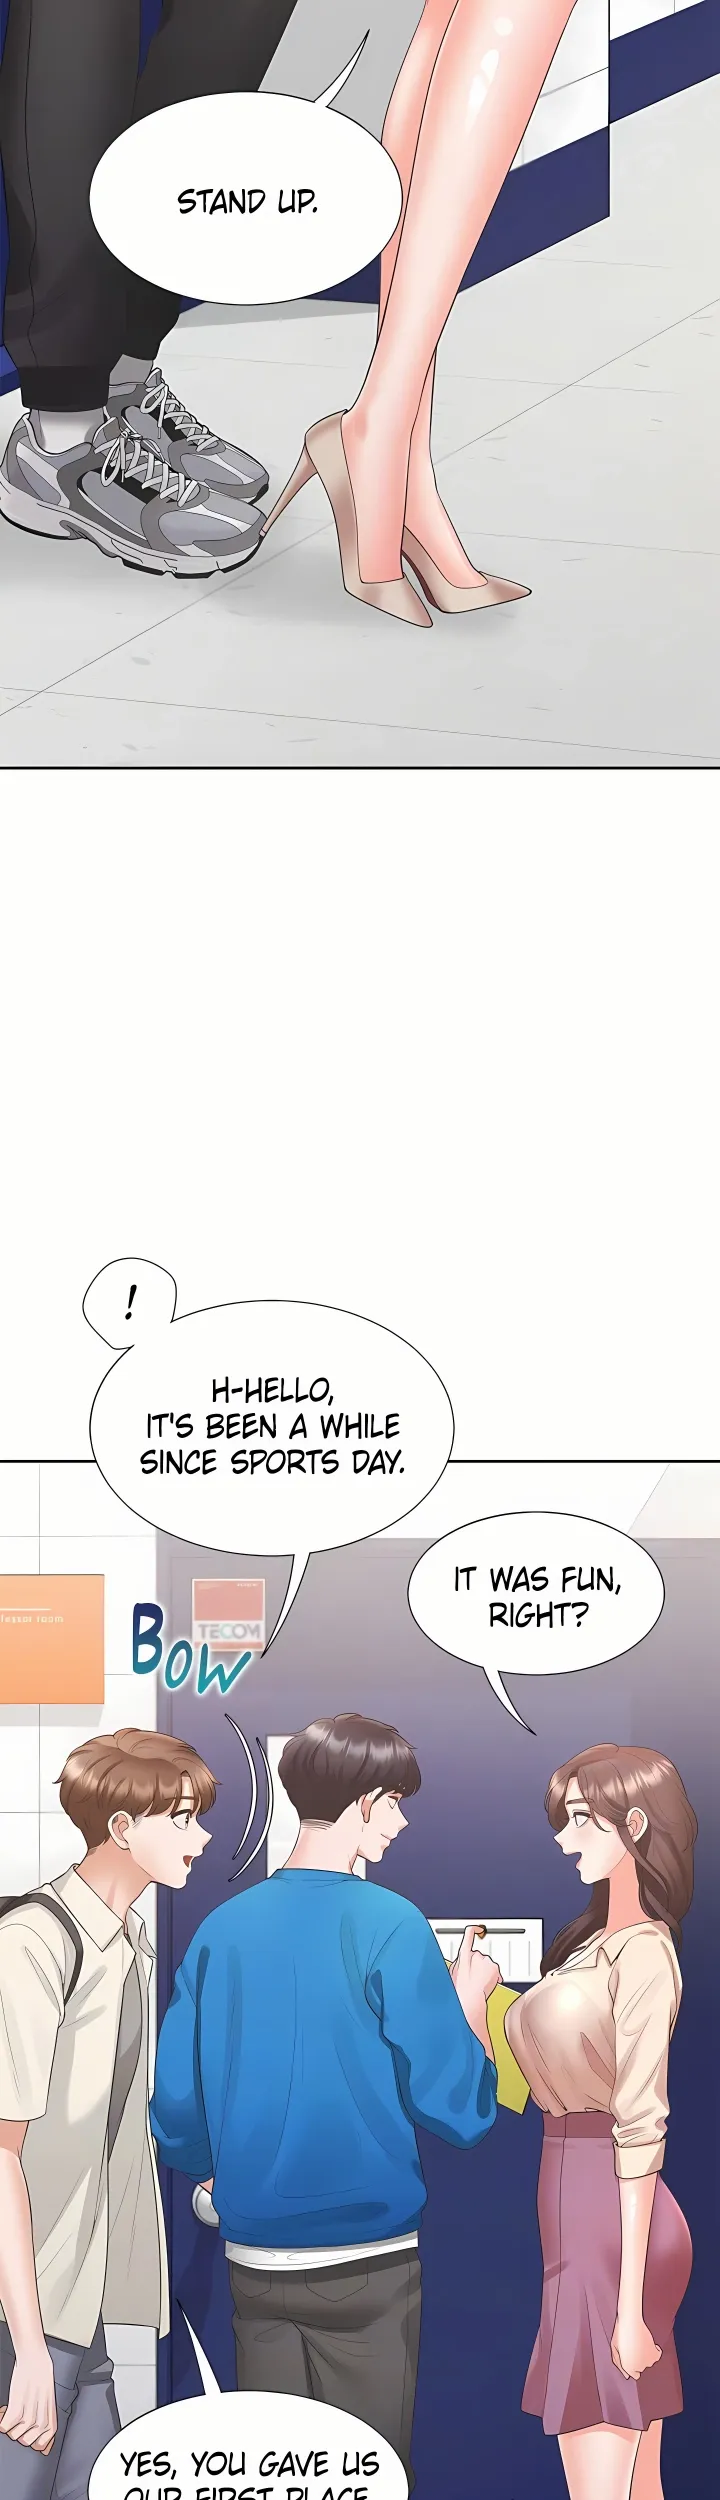 STAND UP.
!
H-HELLO,
IT'S BEEN A WHILE
SINCE SPORTS DAY.
IT WAS FUN,
RIGHT?
BOW
TECOM
room
YES, YOU GAVE US
OUR FIRST PLACE